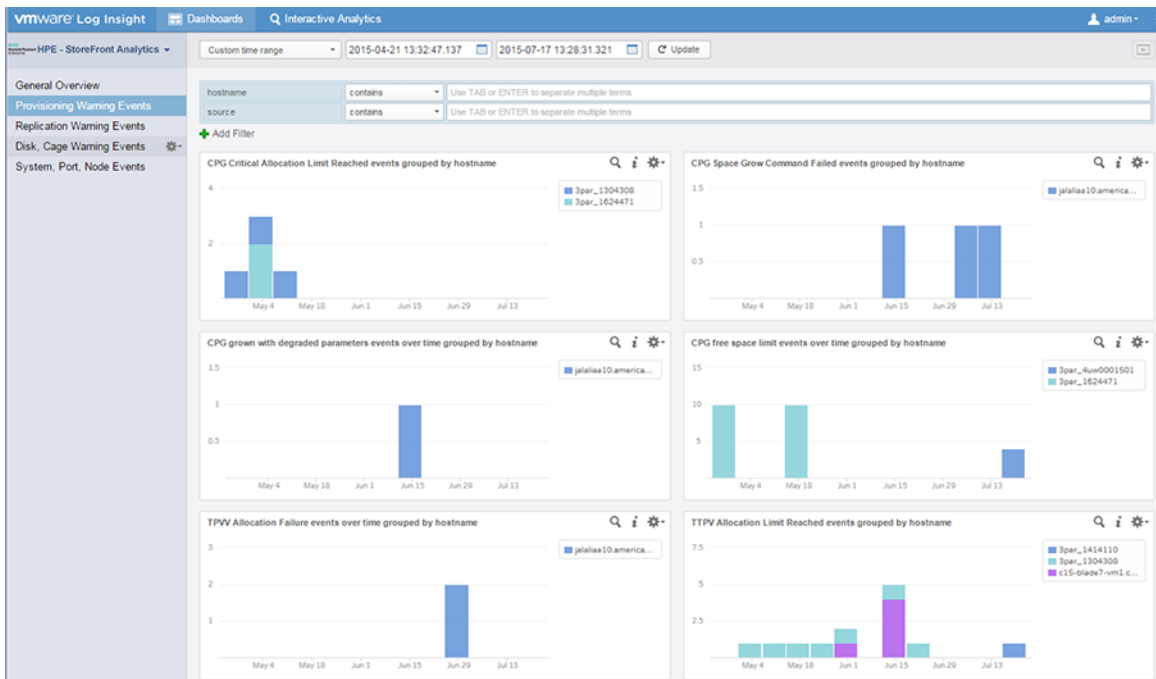 vmware Log Insight Dashboards Interactive Analytics admin
HPE - StoreFront Analytics Custom time range 2015-04-21 13:32:47.137 2015-07-17 13:28:31.321 Update
General Overview
Provisioning Warning Events
Replication Warning Events
Disk, Cage Warning Events
System, Port, Node Events
hostname contains Use TAB or ENTER to separate multiple terms
source contains Use TAB or ENTER to separate multiple terms
Add Filter
CPG Critical Allocation Limit Reached events grouped by hostname
4
2
May 4 May 18 Jun 1 Jun 15 Jun 29 Jul 13
3par_1304308
3par_1624471
CPG Space Grow Command Failed events grouped by hostname
1.5
1
0.5
May 4 May 18 Jun 1 Jun 15 Jun 29 Jul 13
jalaliaa10.america...
CPG grown with degraded parameters events over time grouped by hostname
1.5
1
0.5
May 4 May 18 Jun 1 Jun 15 Jun 29 Jul 13
jalaliaa10.america...
CPG free space limit events over time grouped by hostname
15
10
5
May 4 May 18 Jun 1 Jun 15 Jun 29 Jul 13
3par_4uw0001501
3par_1624471
TPVV Allocation Failure events over time grouped by hostname
3
2
1
May 4 May 18 Jun 1 Jun 15 Jun 29 Jul 13
jalaliaa10.america...
TTPV Allocation Limit Reached events grouped by hostname
7.5
5
2.5
May 4 May 18 Jun 1 Jun 15 Jun 29 Jul 13
3par_1414110
3par_1304308
c15-blade7-vm1.c...